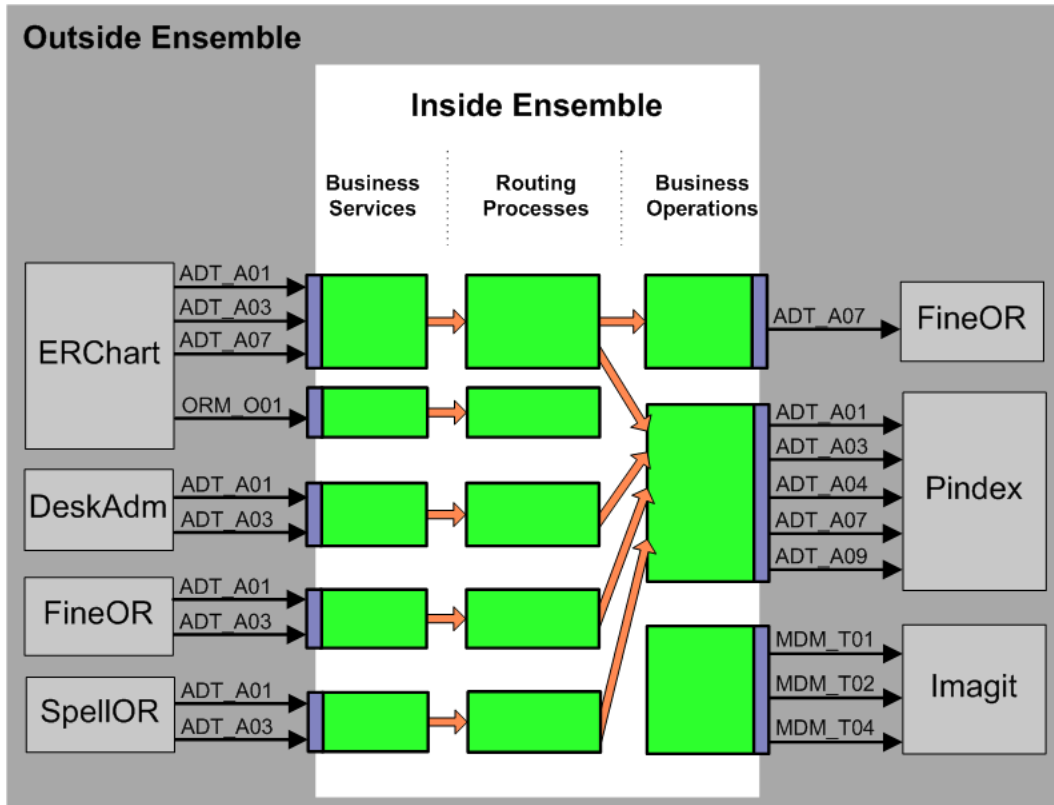 Outside Ensemble
Inside Ensemble
Business
Services
Routing
Processes
Business
Operations
ERChart
ADT_A01
ADT_A03
ADT_A07
ORM_O01
DeskAdm
ADT_A01
ADT_A03
FineOR
ADT_A01
ADT_A03
SpellOR
ADT_A01
ADT_A03
ADT_A07
FineOR
ADT_A01
ADT_A03
ADT_A04
ADT_A07
ADT_A09
Pindex
MDM_T01
MDM_T02
MDM_T04
Imagit